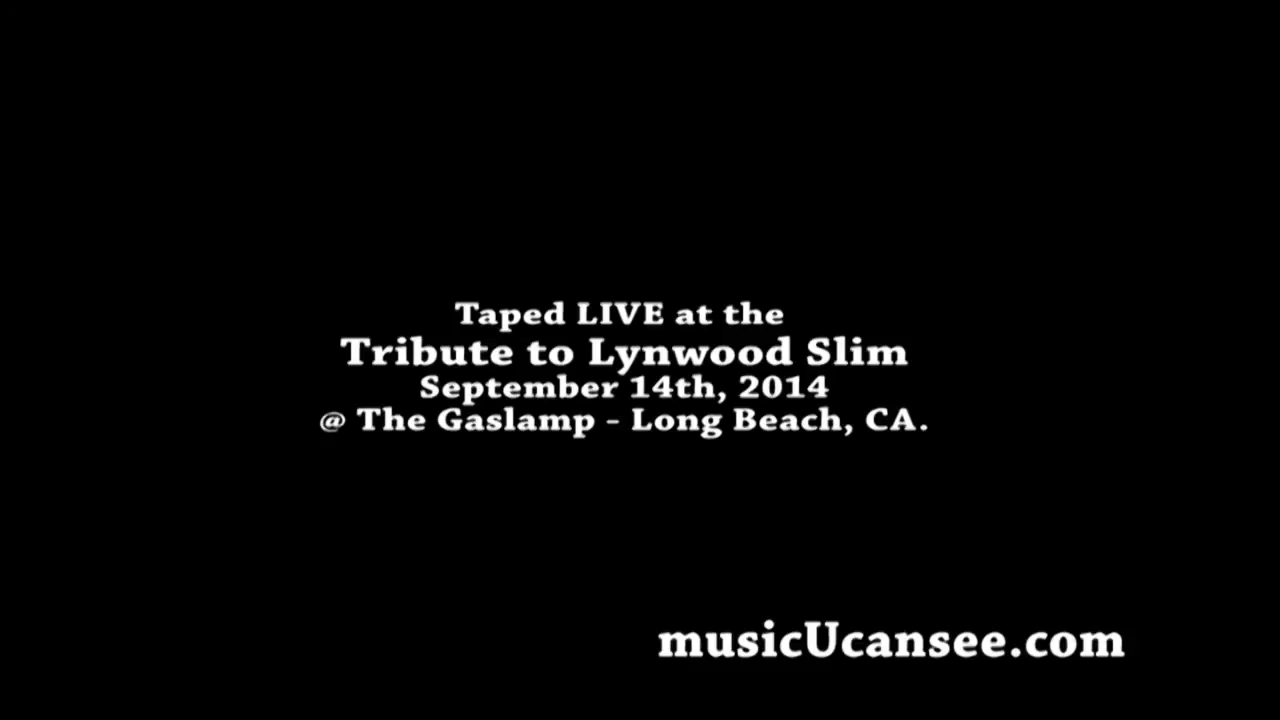 Taped LIVE at the
Tribute to Lynwood Slim
September 14th, 2014
@ The Gaslamp - Long Beach, CA.
musicUcansee.com